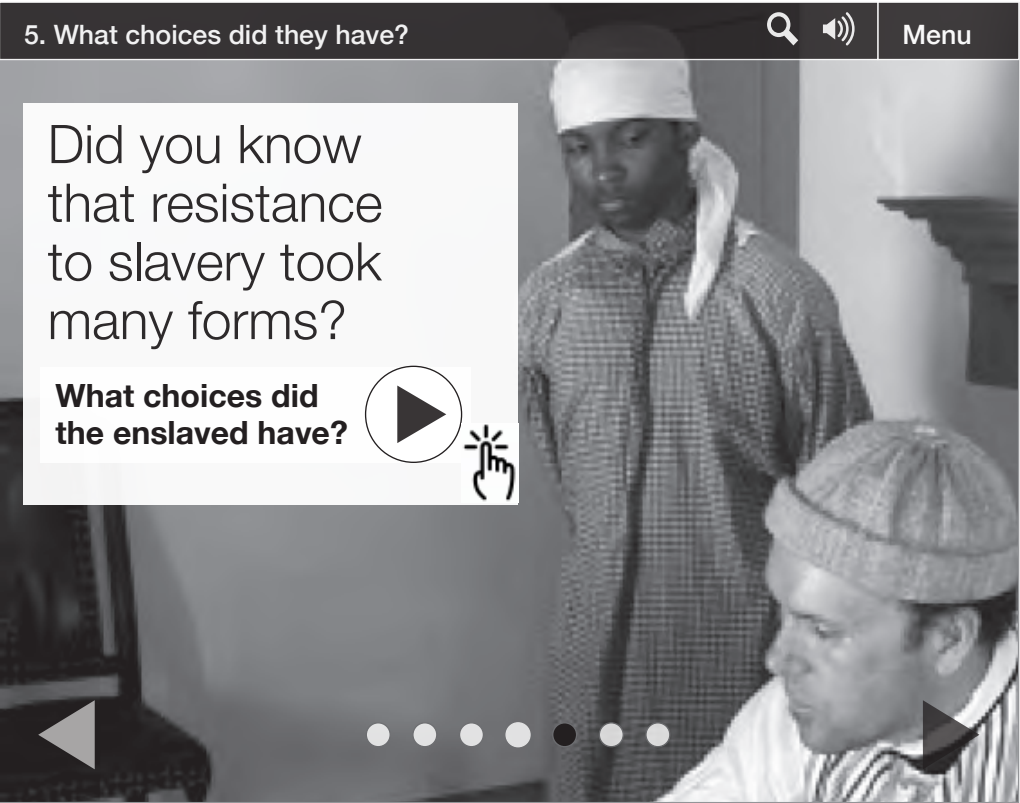 5. What choices did they have?
Menu
Did you know
that resistance
to slavery took
many forms?
What choices did
the enslaved have?